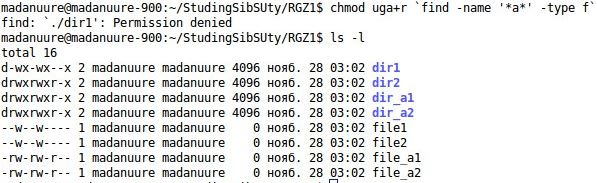 madanuure@madanuure-900:~/StudingSibSUty/RGZ1$ chmod uga+r `find -name '*a*' -type f`
find: `./dir1': Permission denied
madanuure@madanuure-900:~/StudingSibSUty/RGZ1$ ls -l
total 16
d-wx-wx--x 2 madanuure madanuure 4096 нояб. 28 03:02 dir1
drwxrwxr-x 2 madanuure madanuure 4096 нояб. 28 03:02 dir2
drwxrwxr-x 2 madanuure madanuure 4096 нояб. 28 03:02 dir_a1
drwxrwxr-x 2 madanuure madanuure 4096 нояб. 28 03:02 dir_a2
--w--w---- 1 madanuure madanuure    0 нояб. 28 03:02 file1
--w--w---- 1 madanuure madanuure    0 нояб. 28 03:02 file2
-rw-rw-r-- 1 madanuure madanuure    0 нояб. 28 03:02 file_a1
-rw-rw-r-- 1 madanuure madanuure    0 нояб. 28 03:02 file_a2